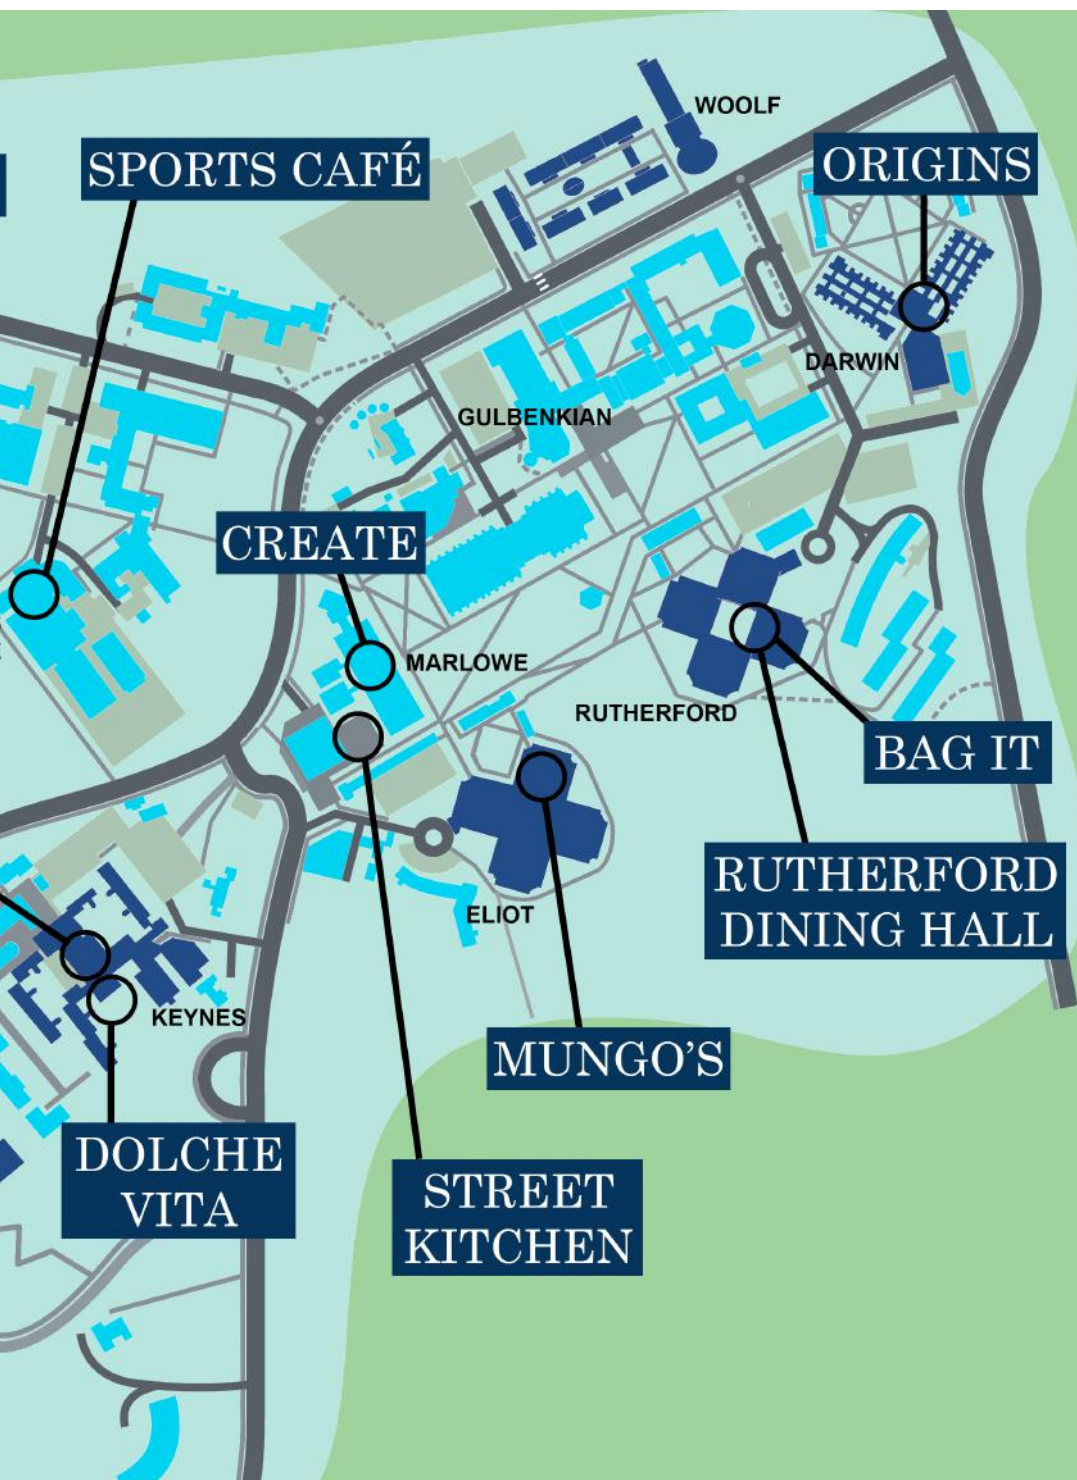 WOOLF
SPORTS CAFÉ
ORIGINS
DARWIN
GULBENKIAN
CREATE
MARLOWE
RUTHERFORD
BAG IT
RUTHERFORD
DINING HALL
ELIOT
KEYNES
MUNGO'S
DOLCHE
VITA
STREET
KITCHEN